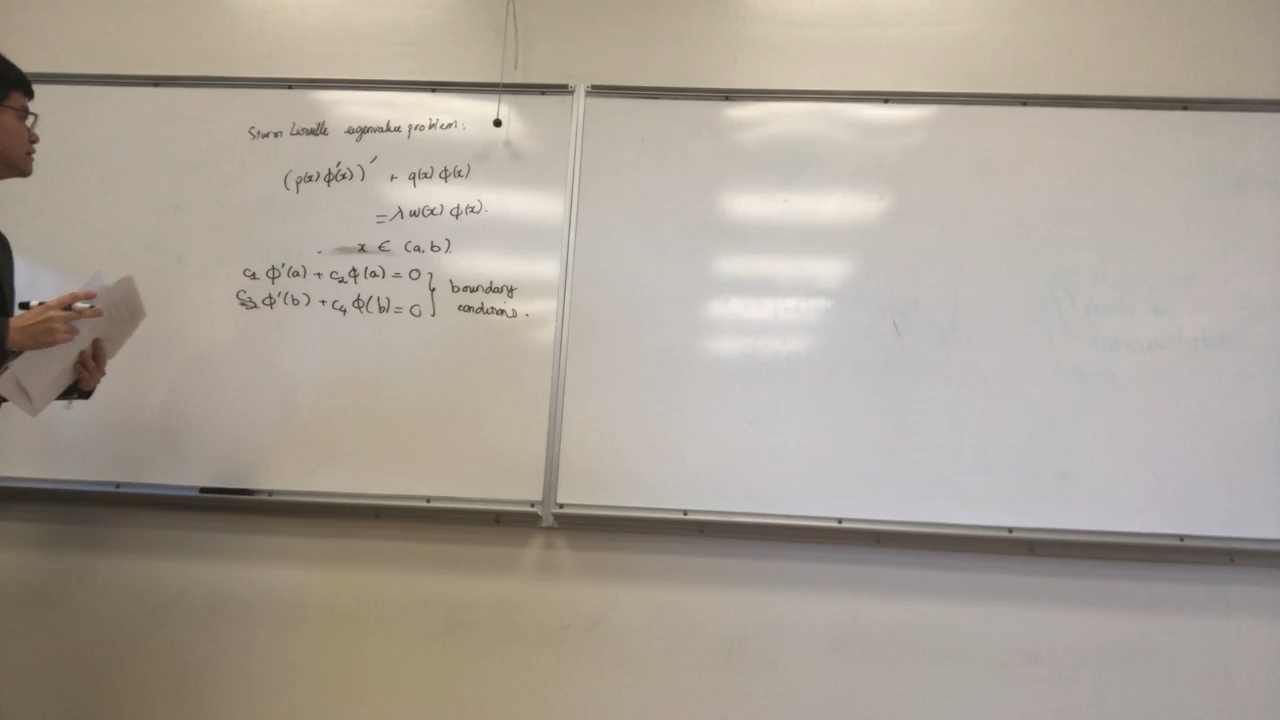 Sturm Liouville eigenvalue problem:
(p(x) ϕ'(x))' + q(x) ϕ(x)
= λ w(x) ϕ(x).
x ∈ (a, b).
c₁ ϕ'(a) + c₂ ϕ(a) = 0
c₃ ϕ'(b) + c₄ ϕ(b) = 0
} boundary
conditions.